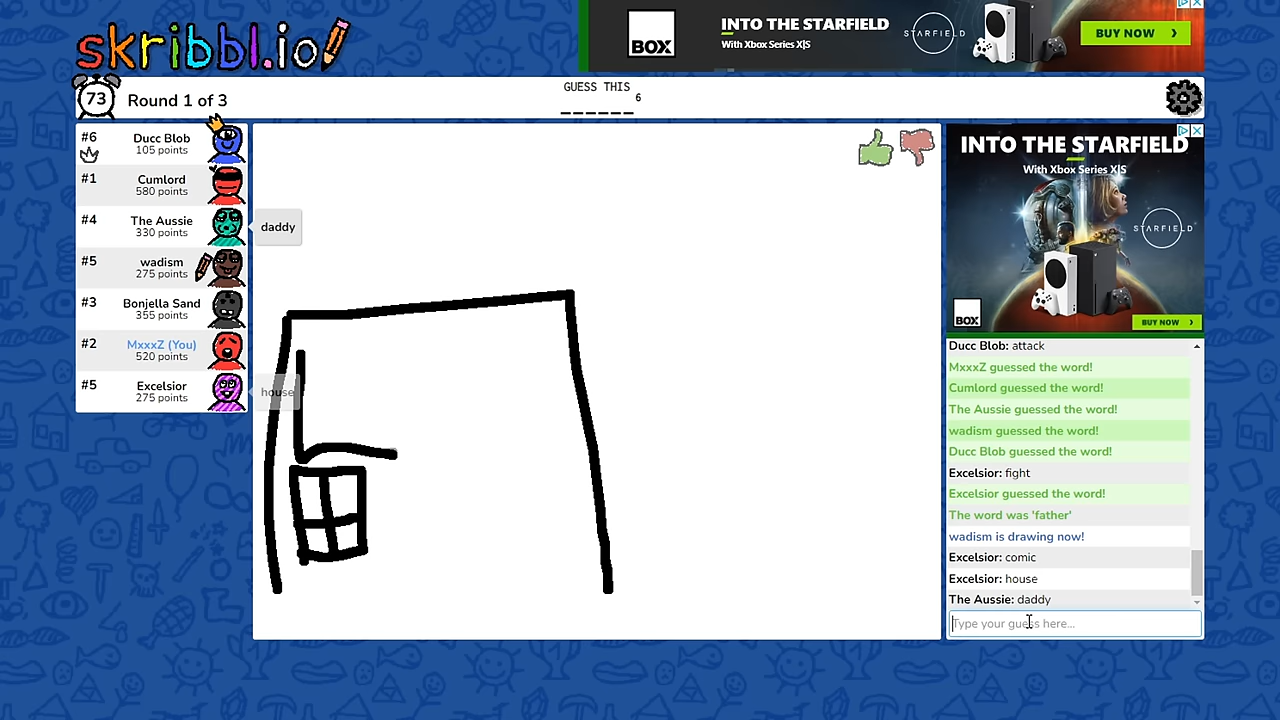 skribbl.io!
BOX
INTO THE STARFIELD
With Xbox Series X|S
STARFIELD
BUY NOW
73
Round 1 of 3
GUESS THIS
6
______
#6
Ducc Blob
105 points
#1
Cumlord
580 points
#4
The Aussie
330 points
daddy
#5
wadism
275 points
#3
Bonjella Sand
355 points
#2
MxxxZ (You)
520 points
#5
Excelsior
275 points
house
INTO THE STARFIELD
With Xbox Series X|S
STARFIELD
BOX
BUY NOW
Ducc Blob: attack
MxxxZ guessed the word!
Cumlord guessed the word!
The Aussie guessed the word!
wadism guessed the word!
Ducc Blob guessed the word!
Excelsior: fight
Excelsior guessed the word!
The word was 'father'
wadism is drawing now!
Excelsior: comic
Excelsior: house
The Aussie: daddy
Type your guess here...